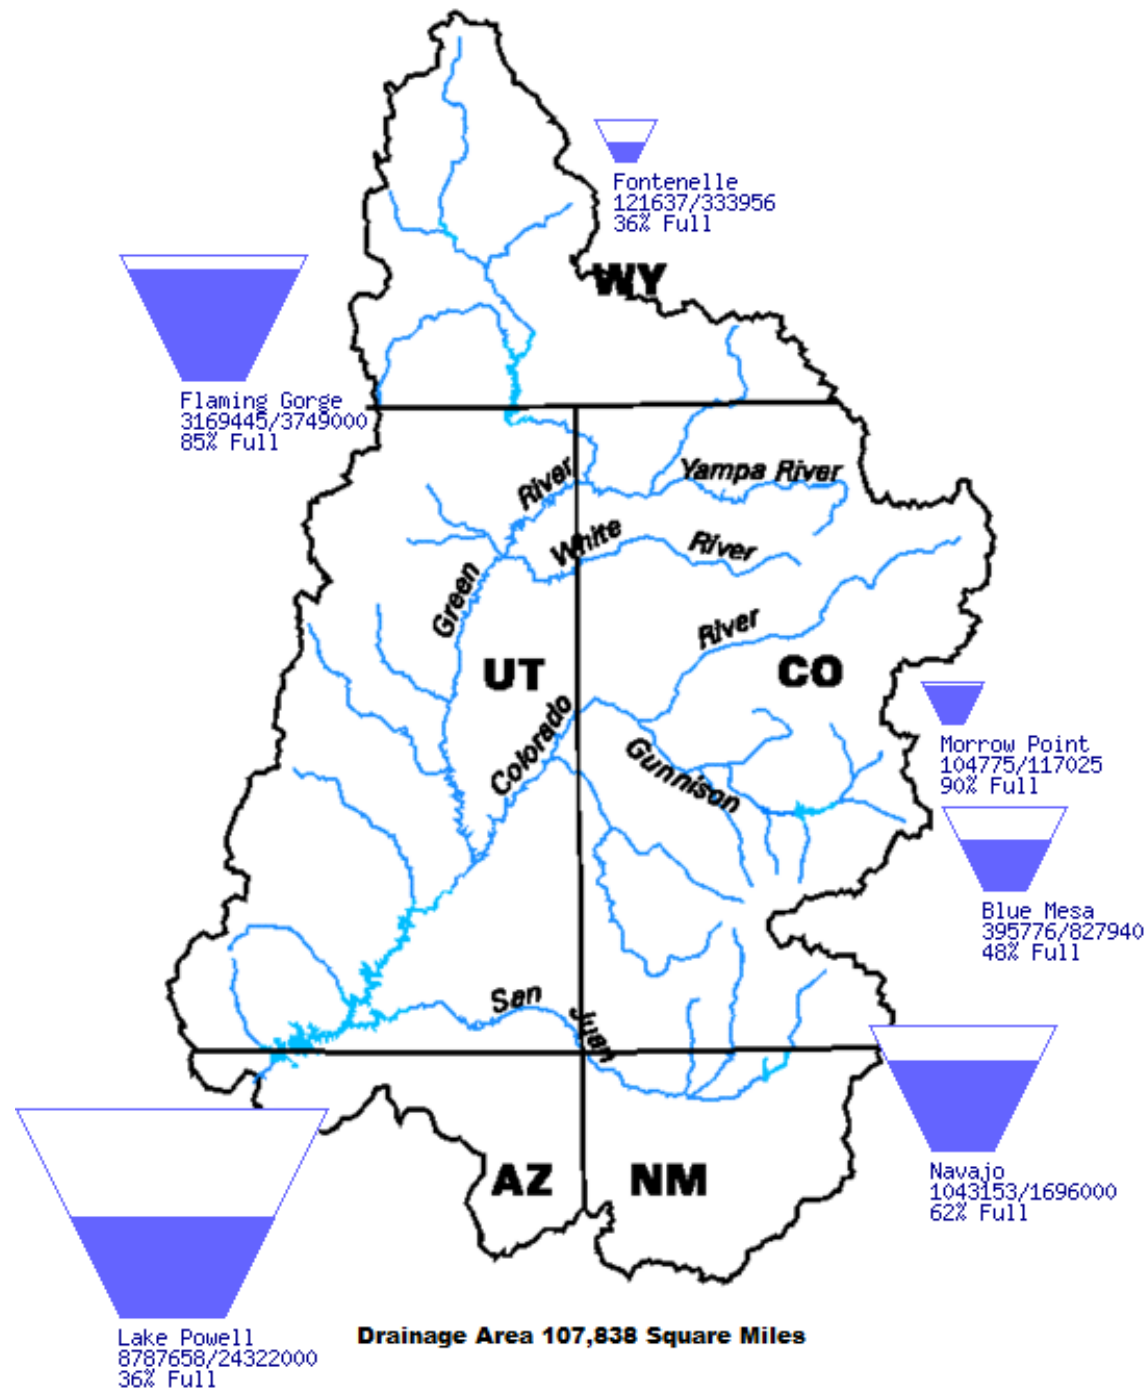 Fontenelle
121637/333956
36% Full
WY
Flaming Gorge
3169445/3749000
85% Full
Yampa River
River
White
River
Green
River
UT
CO
Colorado
Gunnison
Morrow Point
104775/117025
90% Full
Blue Mesa
395776/827940
48% Full
San
Juan
AZ
NM
Navajo
1043153/1696000
62% Full
Lake Powell
8787658/24322000
36% Full
Drainage Area 107,838 Square Miles